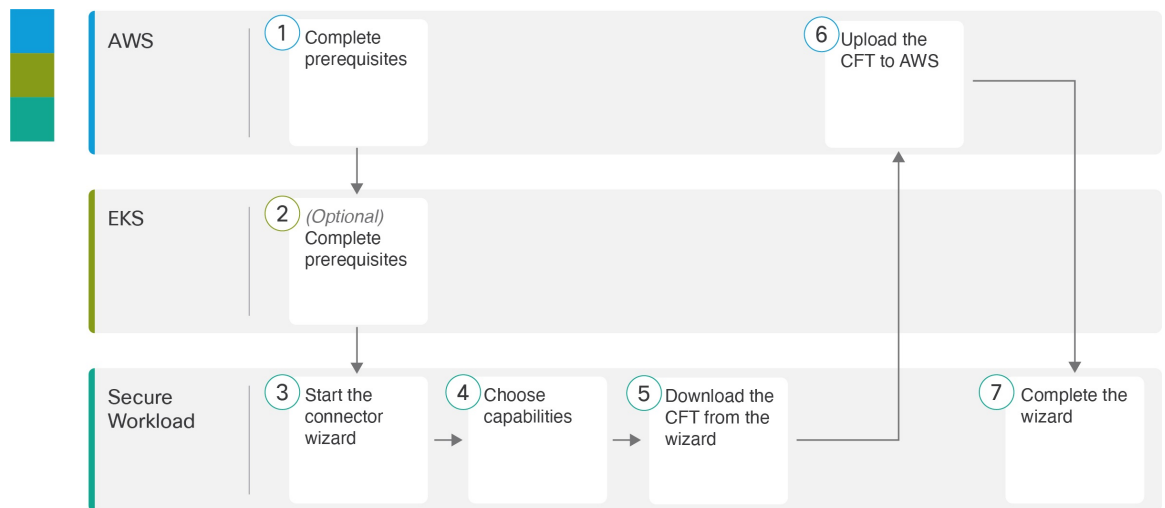 AWS
1
Complete
prerequisites
6
Upload the
CFT to AWS
EKS
2
(Optional)
Complete
prerequisites
Secure
Workload
3
Start the
connector
wizard
4
Choose
capabilities
5
Download the
CFT from the
wizard
7
Complete the
wizard